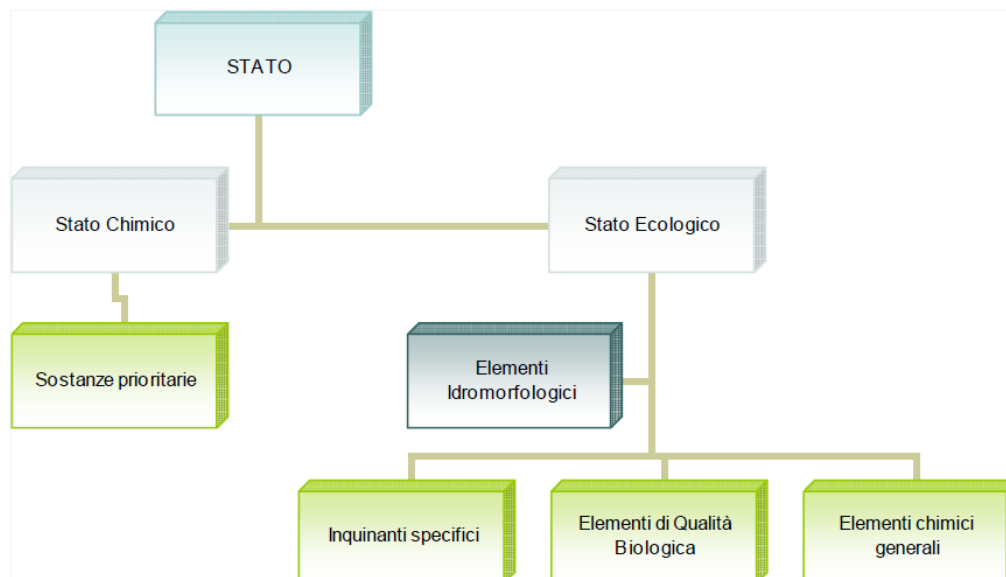 STATO
Stato Chimico
Stato Ecologico
Sostanze prioritarie
Elementi
Idromorfologici
Inquinanti specifici
Elementi di Qualità
Biologica
Elementi chimici
generali